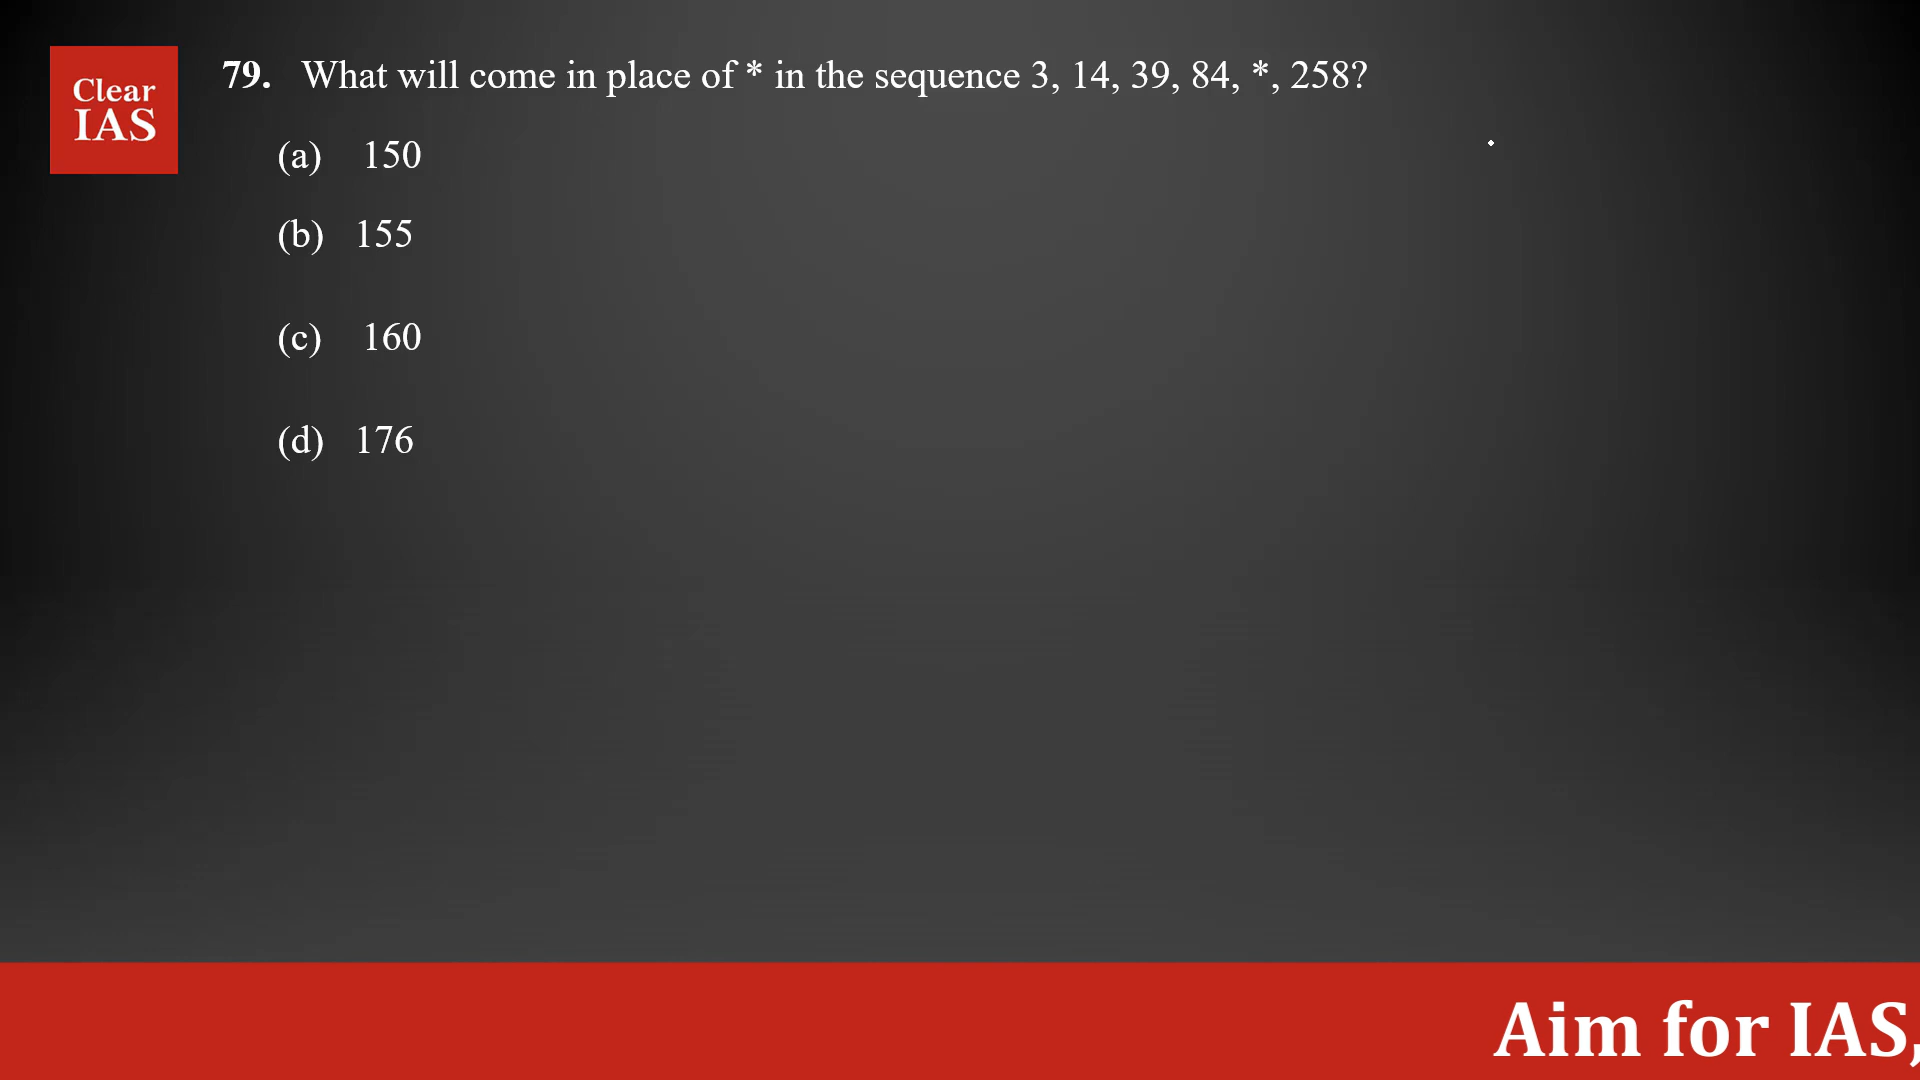 Clear
IAS
79. What will come in place of * in the sequence 3, 14, 39, 84, *, 258?
(a) 150
(b) 155
(c) 160
(d) 176
Aim for IAS,